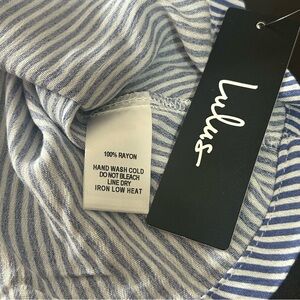 100% RAYON
HAND WASH COLD
DO NOT BLEACH
LINE DRY
IRON LOW HEAT
Lulus